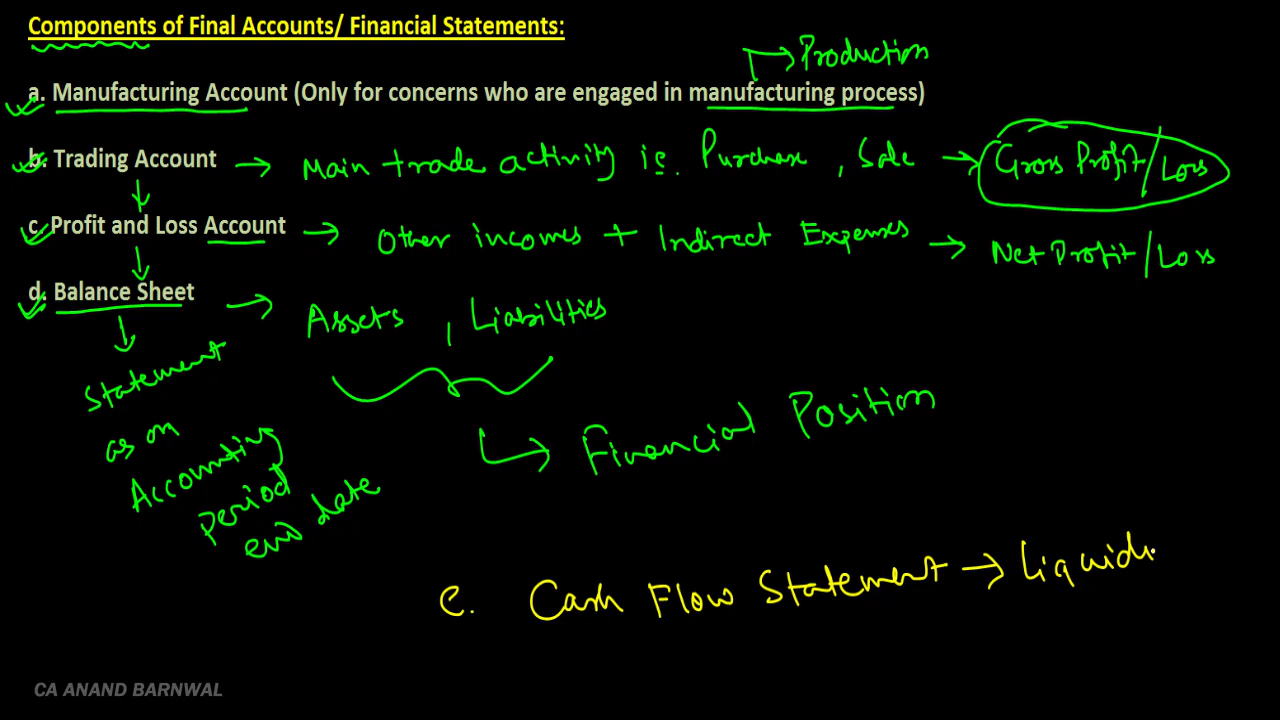 Components of Final Accounts/ Financial Statements:
Production
a. Manufacturing Account (Only for concerns who are engaged in manufacturing process)
b. Trading Account → Main trade activity i.e. Purchase, Sale → Gross Profit/Loss
c. Profit and Loss Account → Other incomes + Indirect Expenses → Net Profit/Loss
d. Balance Sheet → Assets, Liabilities
Statement
as on
Accounting
period
end date
Financial Position
e. Cash Flow Statement → Liquidi
CA ANAND BARNWAL